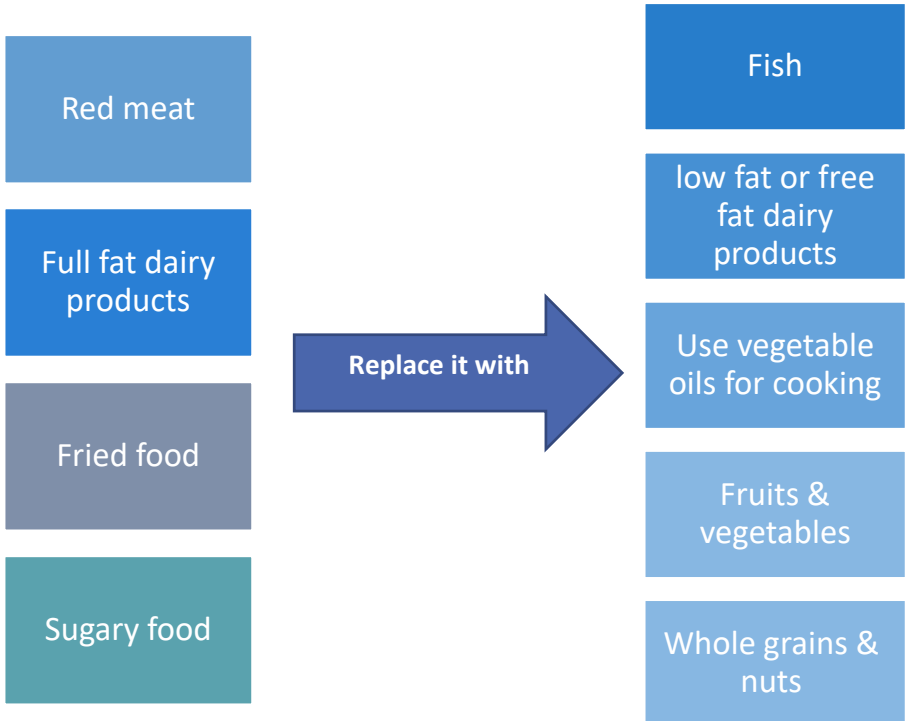 Red meat
Full fat dairy
products
Fried food
Sugary food
Replace it with
Fish
low fat or free
fat dairy
products
Use vegetable
oils for cooking
Fruits &
vegetables
Whole grains &
nuts